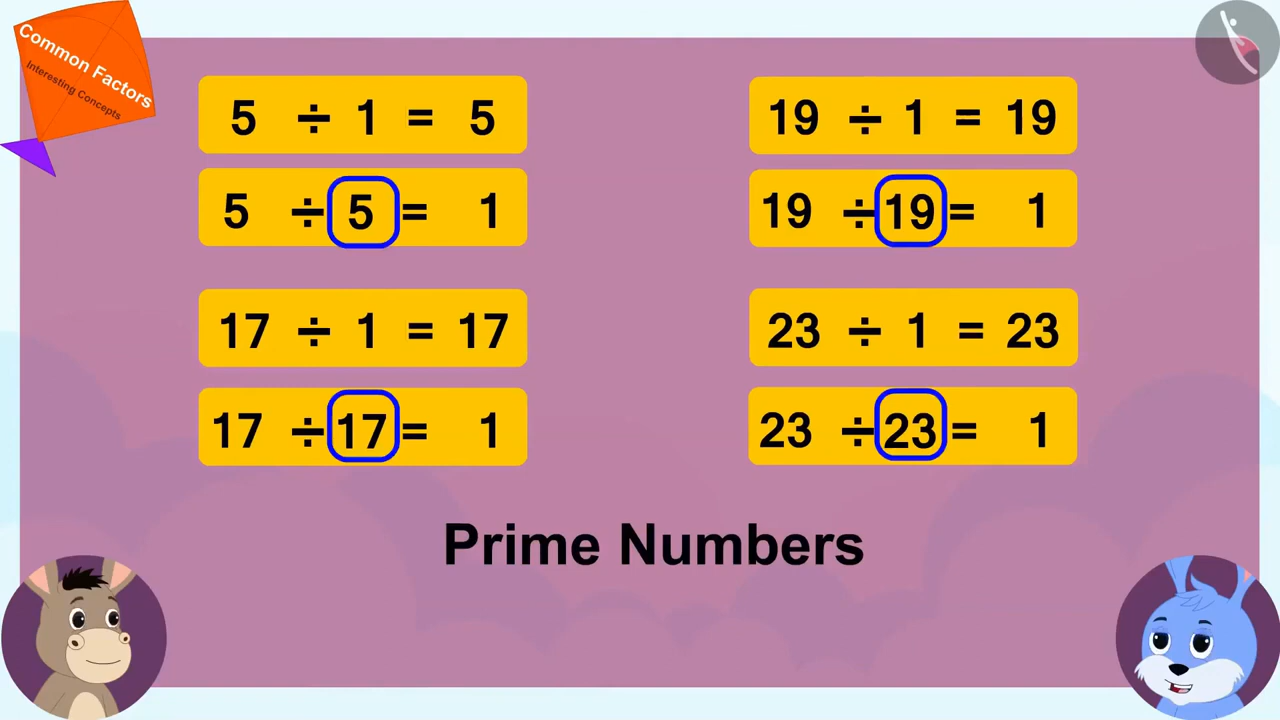 Common Factors
Interesting Concepts
5 ÷ 1 = 5
5 ÷ 5 = 1
19 ÷ 1 = 19
19 ÷ 19 = 1
17 ÷ 1 = 17
17 ÷ 17 = 1
23 ÷ 1 = 23
23 ÷ 23 = 1
Prime Numbers